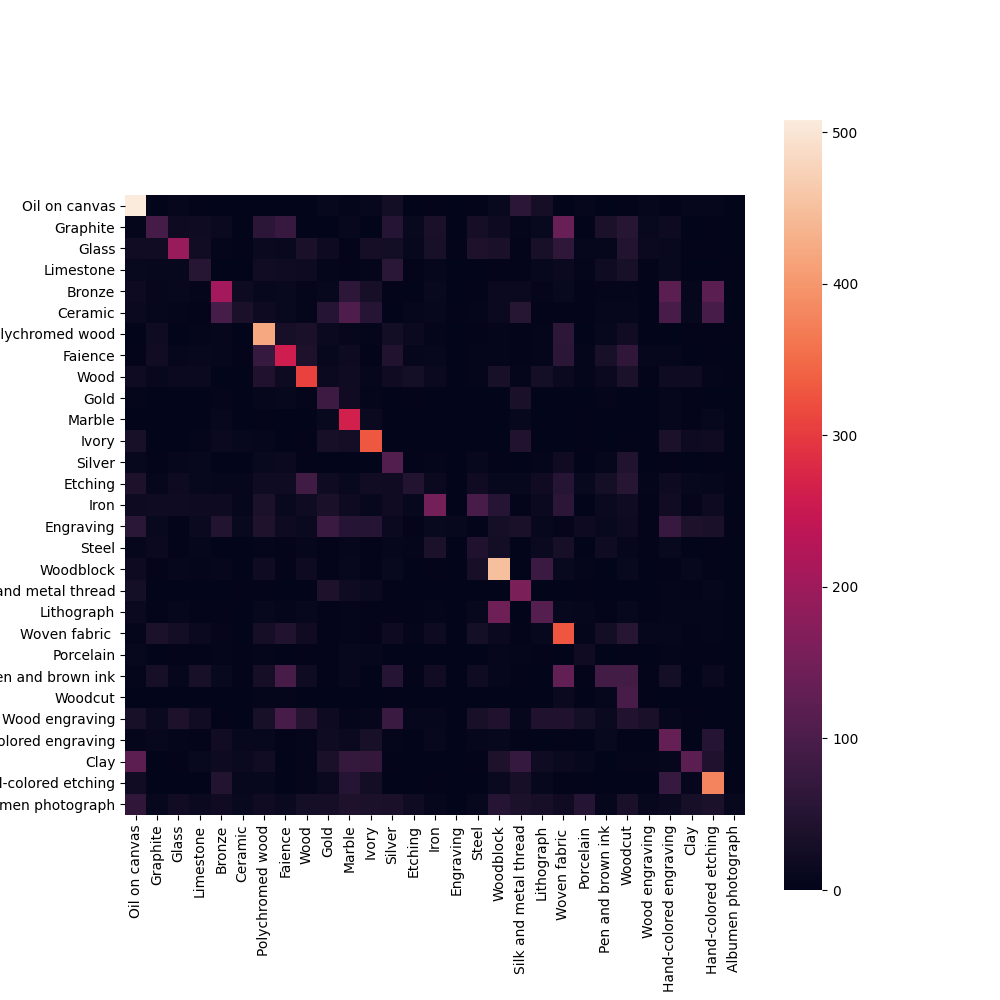 Oil on canvas
Graphite
Glass
Limestone
Bronze
Ceramic
lychromed wood
Faience
Wood
Gold
Marble
Ivory
Silver
Etching
Iron
Engraving
Steel
Woodblock
and metal thread
Lithograph
Woven fabric
Porcelain
en and brown ink
Woodcut
Wood engraving
olored engraving
Clay
l-colored etching
men photograph
Oil on canvas
Graphite
Glass
Limestone
Bronze
Ceramic
Polychromed wood
Faience
Wood
Gold
Marble
Ivory
Silver
Etching
Iron
Engraving
Steel
Woodblock
Silk and metal thread
Lithograph
Woven fabric
Porcelain
Pen and brown ink
Woodcut
Wood engraving
Hand-colored engraving
Clay
Hand-colored etching
Albumen photograph
500
400
300
200
100
0